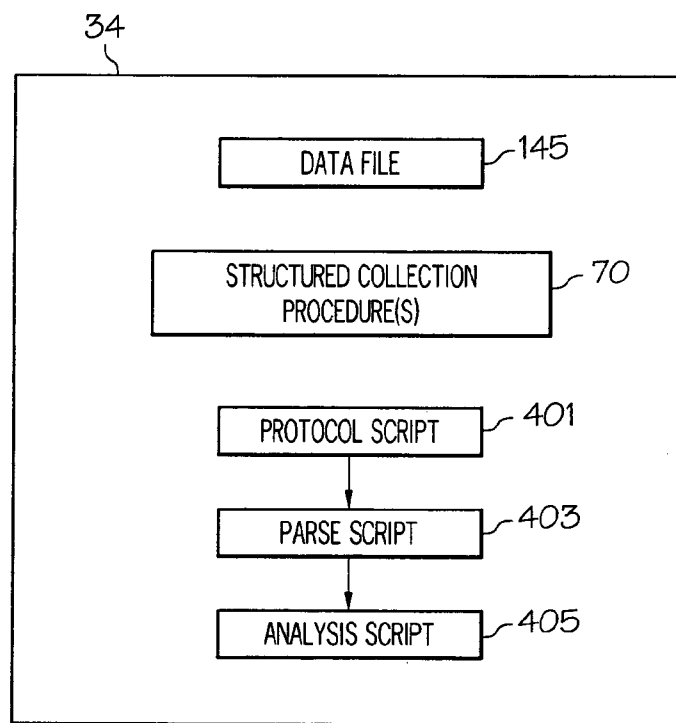 34
DATA FILE
145
STRUCTURED COLLECTION
PROCEDURE(S)
70
PROTOCOL SCRIPT
401
PARSE SCRIPT
403
ANALYSIS SCRIPT
405